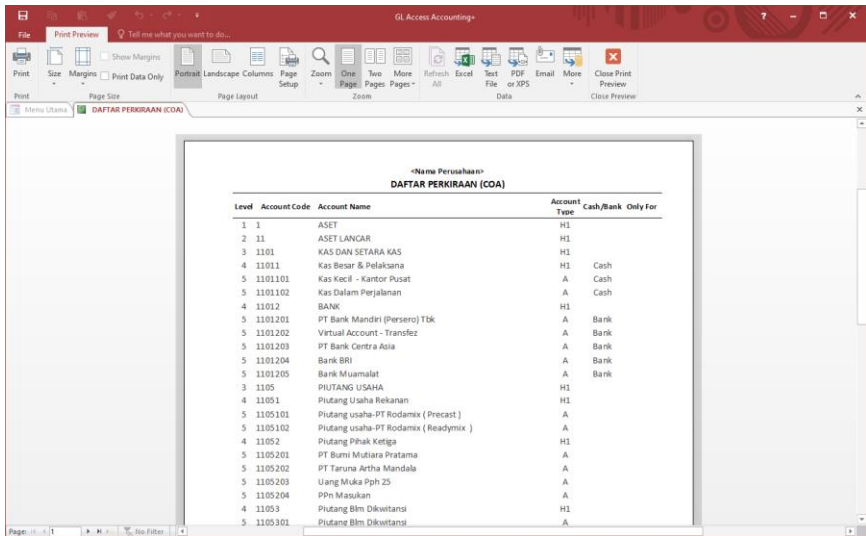 GL Access Accounting+
File Print Preview Tell me what you want to do...
Print Size Margins Show Margins Print Data Only Portrait Landscape Columns Page Setup Zoom One Page Two Pages More Pages Refresh All Excel Text File PDF or XPS Email More Close Print Preview
Print Page Size Page Layout Zoom Data Close Preview
Menu Utama DAFTAR PERKIRAAN (COA)
<Nama Perusahaan>
DAFTAR PERKIRAAN (COA)
Level Account Code Account Name Account Type Cash/Bank Only For
1 1 ASET H1
2 11 ASET LANCAR H1
3 1101 KAS DAN SETARA KAS H1
4 11011 Kas Besar & Pelaksana H1 Cash
5 1101101 Kas Kecil - Kantor Pusat A Cash
5 1101102 Kas Dalam Perjalanan A Cash
4 11012 BANK H1
5 1101201 PT Bank Mandiri (Persero) Tbk A Bank
5 1101202 Virtual Account - Transfez A Bank
5 1101203 PT Bank Centra Asia A Bank
5 1101204 Bank BRI A Bank
5 1101205 Bank Muamalat A Bank
3 1105 PIUTANG USAHA H1
4 11051 Piutang Usaha Rekanan H1
5 1105101 Piutang usaha-PT Rodamix ( Precast ) A
5 1105102 Piutang usaha-PT Rodamix ( Readymix ) A
4 11052 Piutang Pihak Ketiga H1
5 1105201 PT Bumi Mutiara Pratama A
5 1105202 PT Taruna Artha Mandala A
5 1105203 Uang Muka Pph 25 A
5 1105204 PPn Masukan A
4 11053 Piutang Blm Dikwitansi H1
5 1105301 Piutang Blm Dikwitansi A
Page: 1 No Filter